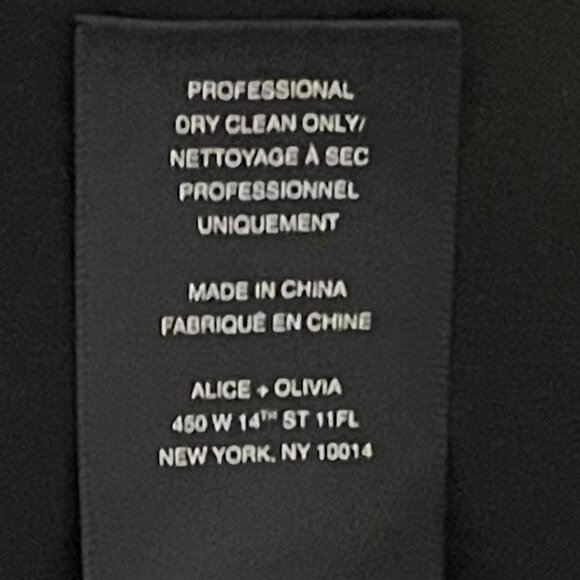 PROFESSIONAL
DRY CLEAN ONLY/
NETTOYAGE À SEC
PROFESSIONNEL
UNIQUEMENT
MADE IN CHINA
FABRIQUÉ EN CHINE
ALICE + OLIVIA
450 W 14TH ST 11FL
NEW YORK, NY 10014